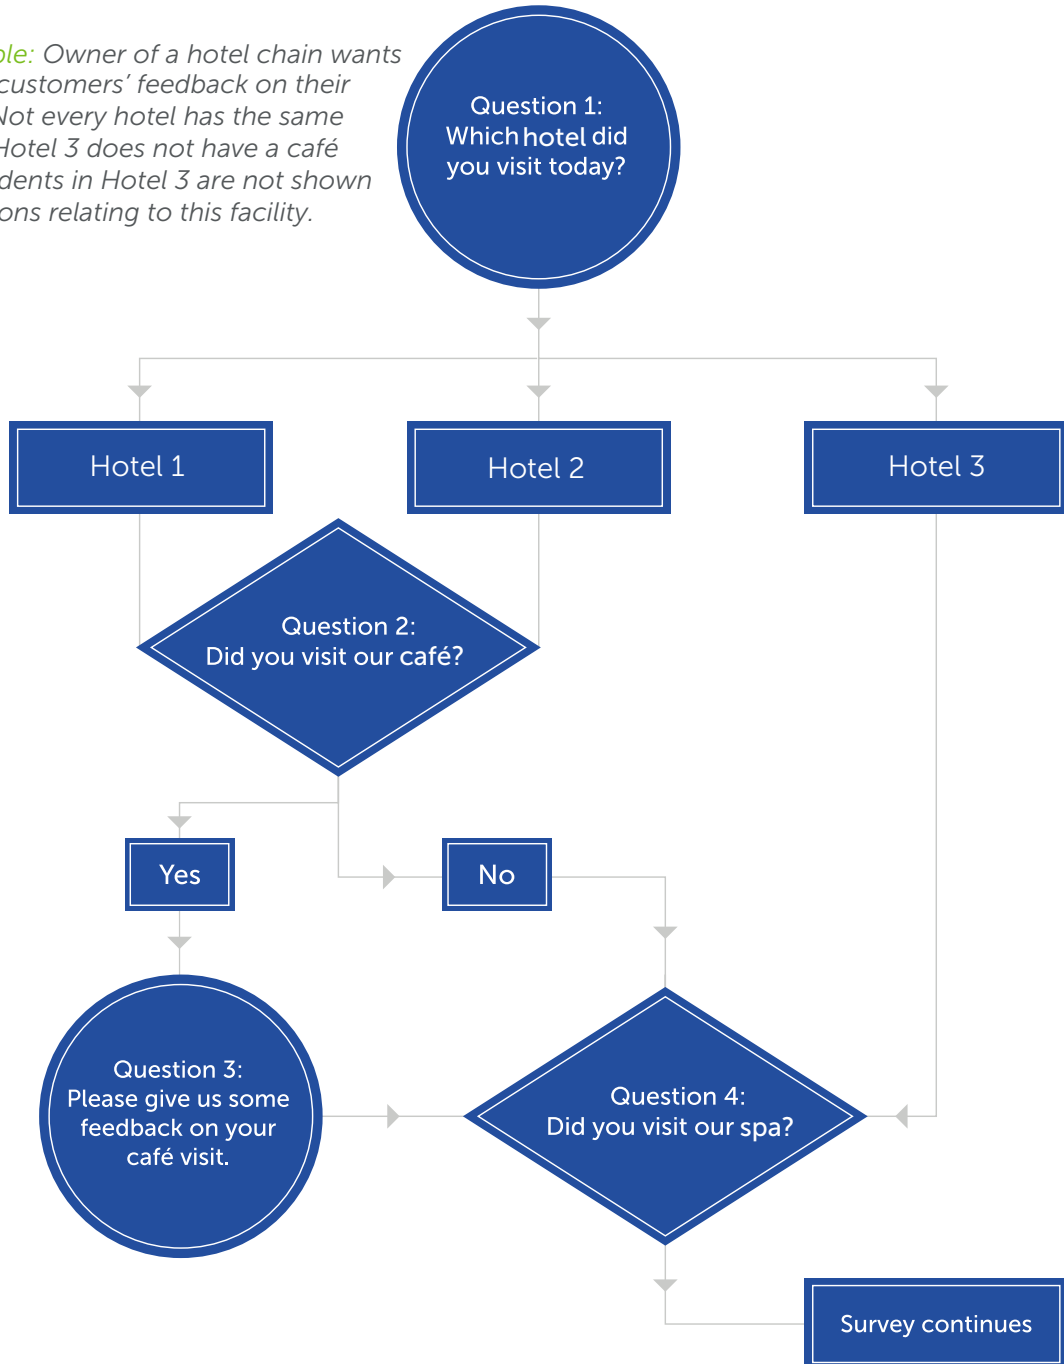 ple: Owner of a hotel chain wants
customers’ feedback on their
Not every hotel has the same
Hotel 3 does not have a café
dents in Hotel 3 are not shown
ons relating to this facility.
Question 1:
Which hotel did
you visit today?
Hotel 1
Hotel 2
Hotel 3
Question 2:
Did you visit our café?
Yes
No
Question 3:
Please give us some
feedback on your
café visit.
Question 4:
Did you visit our spa?
Survey continues